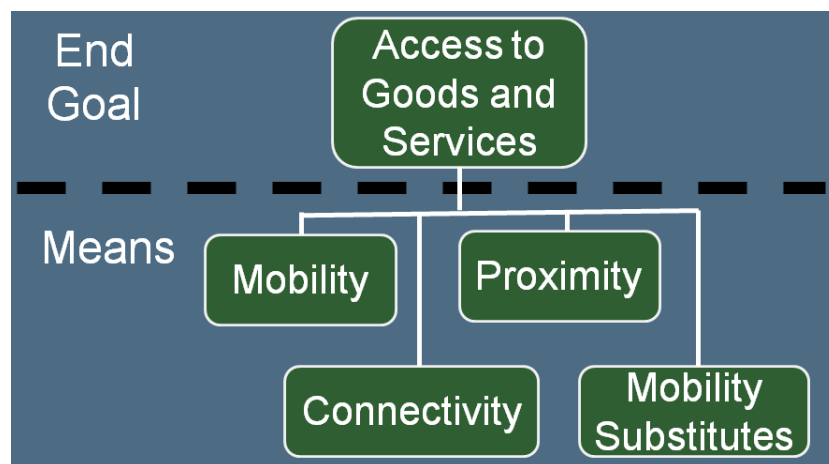 End
Goal
Access to
Goods and
Services
Means
Mobility
Proximity
Connectivity
Mobility
Substitutes